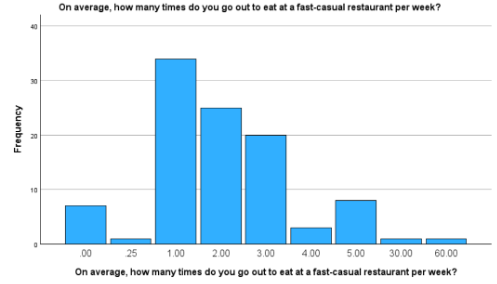 On average, how many times do you go out to eat at a fast-casual restaurant per week?
40
30
20
10
0
Frequency
.00 .25 1.00 2.00 3.00 4.00 5.00 30.00 60.00
On average, how many times do you go out to eat at a fast-casual restaurant per week?